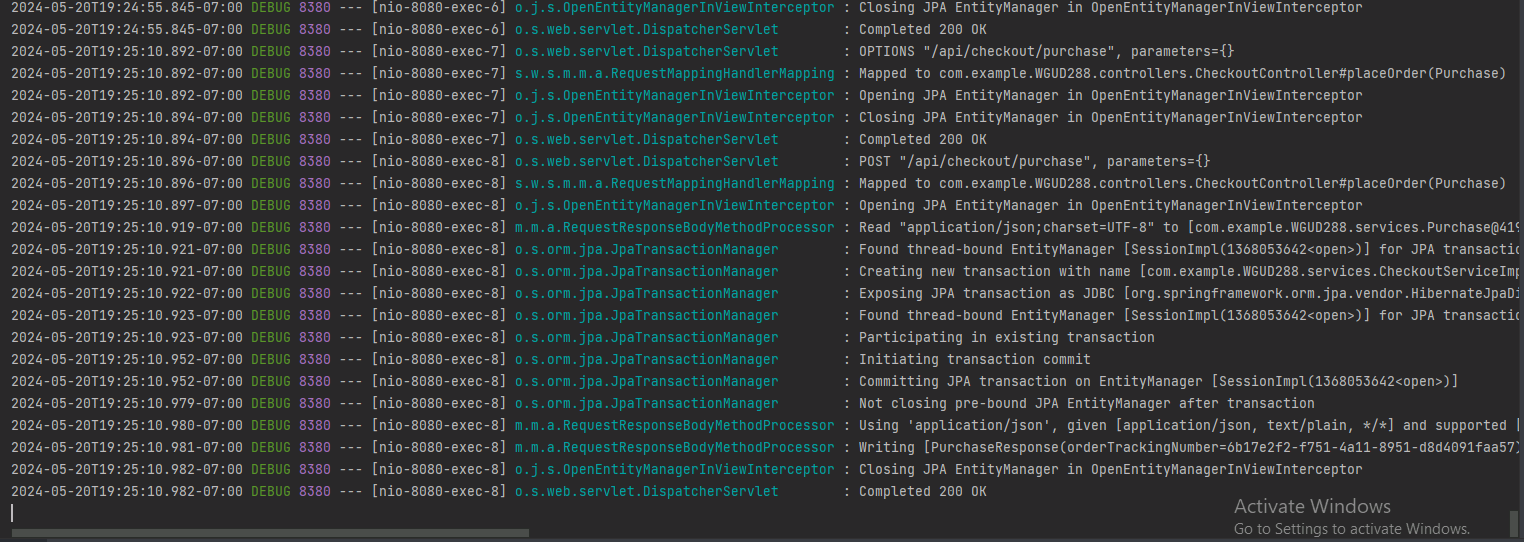 2024-05-20T19:24:55.845-07:00 DEBUG 8380 --- [nio-8080-exec-6] o.j.s.OpenEntityManagerInViewInterceptor : Closing JPA EntityManager in OpenEntityManagerInViewInterceptor
2024-05-20T19:24:55.845-07:00 DEBUG 8380 --- [nio-8080-exec-6] o.s.web.servlet.DispatcherServlet : Completed 200 OK
2024-05-20T19:25:10.892-07:00 DEBUG 8380 --- [nio-8080-exec-7] o.s.web.servlet.DispatcherServlet : OPTIONS "/api/checkout/purchase", parameters={}
2024-05-20T19:25:10.892-07:00 DEBUG 8380 --- [nio-8080-exec-7] s.w.s.m.m.a.RequestMappingHandlerMapping : Mapped to com.example.WGUD288.controllers.CheckoutController#placeOrder(Purchase)
2024-05-20T19:25:10.892-07:00 DEBUG 8380 --- [nio-8080-exec-7] o.j.s.OpenEntityManagerInViewInterceptor : Opening JPA EntityManager in OpenEntityManagerInViewInterceptor
2024-05-20T19:25:10.894-07:00 DEBUG 8380 --- [nio-8080-exec-7] o.j.s.OpenEntityManagerInViewInterceptor : Closing JPA EntityManager in OpenEntityManagerInViewInterceptor
2024-05-20T19:25:10.894-07:00 DEBUG 8380 --- [nio-8080-exec-7] o.s.web.servlet.DispatcherServlet : Completed 200 OK
2024-05-20T19:25:10.896-07:00 DEBUG 8380 --- [nio-8080-exec-8] o.s.web.servlet.DispatcherServlet : POST "/api/checkout/purchase", parameters={}
2024-05-20T19:25:10.896-07:00 DEBUG 8380 --- [nio-8080-exec-8] s.w.s.m.m.a.RequestMappingHandlerMapping : Mapped to com.example.WGUD288.controllers.CheckoutController#placeOrder(Purchase)
2024-05-20T19:25:10.897-07:00 DEBUG 8380 --- [nio-8080-exec-8] o.j.s.OpenEntityManagerInViewInterceptor : Opening JPA EntityManager in OpenEntityManagerInViewInterceptor
2024-05-20T19:25:10.919-07:00 DEBUG 8380 --- [nio-8080-exec-8] m.m.a.RequestResponseBodyMethodProcessor : Read "application/json;charset=UTF-8" to [com.example.WGUD288.services.Purchase@419
2024-05-20T19:25:10.921-07:00 DEBUG 8380 --- [nio-8080-exec-8] o.s.orm.jpa.JpaTransactionManager : Found thread-bound EntityManager [SessionImpl(1368053642<open>)] for JPA transactio
2024-05-20T19:25:10.921-07:00 DEBUG 8380 --- [nio-8080-exec-8] o.s.orm.jpa.JpaTransactionManager : Creating new transaction with name [com.example.WGUD288.services.CheckoutServiceImp
2024-05-20T19:25:10.922-07:00 DEBUG 8380 --- [nio-8080-exec-8] o.s.orm.jpa.JpaTransactionManager : Exposing JPA transaction as JDBC [org.springframework.orm.jpa.vendor.HibernateJpaDi
2024-05-20T19:25:10.923-07:00 DEBUG 8380 --- [nio-8080-exec-8] o.s.orm.jpa.JpaTransactionManager : Found thread-bound EntityManager [SessionImpl(1368053642<open>)] for JPA transactio
2024-05-20T19:25:10.923-07:00 DEBUG 8380 --- [nio-8080-exec-8] o.s.orm.jpa.JpaTransactionManager : Participating in existing transaction
2024-05-20T19:25:10.952-07:00 DEBUG 8380 --- [nio-8080-exec-8] o.s.orm.jpa.JpaTransactionManager : Initiating transaction commit
2024-05-20T19:25:10.952-07:00 DEBUG 8380 --- [nio-8080-exec-8] o.s.orm.jpa.JpaTransactionManager : Committing JPA transaction on EntityManager [SessionImpl(1368053642<open>)]
2024-05-20T19:25:10.979-07:00 DEBUG 8380 --- [nio-8080-exec-8] o.s.orm.jpa.JpaTransactionManager : Not closing pre-bound JPA EntityManager after transaction
2024-05-20T19:25:10.980-07:00 DEBUG 8380 --- [nio-8080-exec-8] m.m.a.RequestResponseBodyMethodProcessor : Using 'application/json', given [application/json, text/plain, */*] and supported [
2024-05-20T19:25:10.981-07:00 DEBUG 8380 --- [nio-8080-exec-8] m.m.a.RequestResponseBodyMethodProcessor : Writing [PurchaseResponse(orderTrackingNumber=6b17e2f2-f751-4a11-8951-d8d4091faa57)
2024-05-20T19:25:10.982-07:00 DEBUG 8380 --- [nio-8080-exec-8] o.j.s.OpenEntityManagerInViewInterceptor : Closing JPA EntityManager in OpenEntityManagerInViewInterceptor
2024-05-20T19:25:10.982-07:00 DEBUG 8380 --- [nio-8080-exec-8] o.s.web.servlet.DispatcherServlet : Completed 200 OK
Activate Windows
Go to Settings to activate Windows.